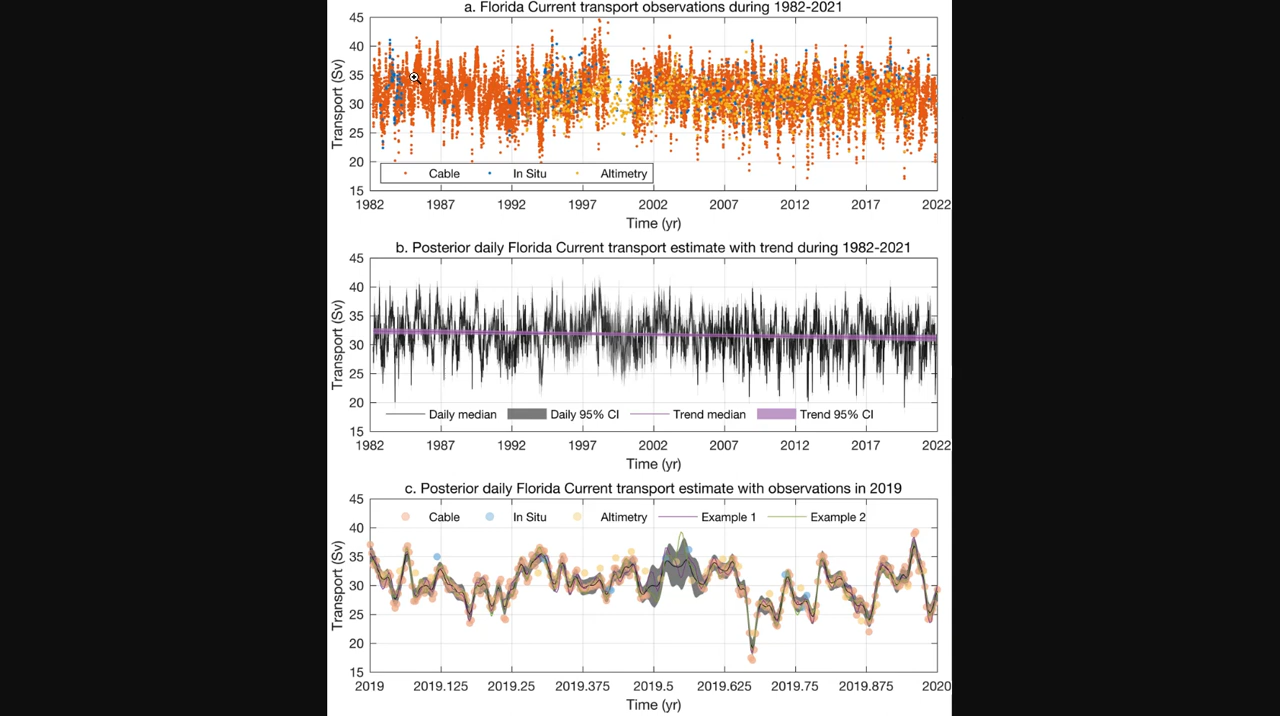 a. Florida Current transport observations during 1982-2021
45
40
35
30
25
20
15
Transport (Sv)
Cable In Situ Altimetry
1982 1987 1992 1997 2002 2007 2012 2017 2022
Time (yr)
b. Posterior daily Florida Current transport estimate with trend during 1982-2021
45
40
35
30
25
20
15
Transport (Sv)
Daily median Daily 95% CI Trend median Trend 95% CI
1982 1987 1992 1997 2002 2007 2012 2017 2022
Time (yr)
c. Posterior daily Florida Current transport estimate with observations in 2019
45
40
35
30
25
20
15
Transport (Sv)
Cable In Situ Altimetry Example 1 Example 2
2019 2019.125 2019.25 2019.375 2019.5 2019.625 2019.75 2019.875 2020
Time (yr)